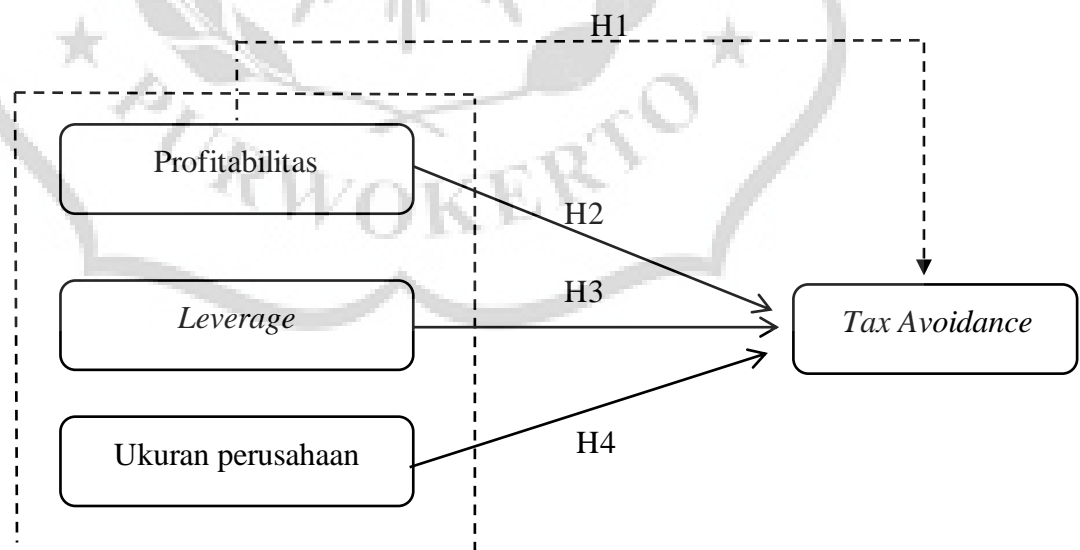 H1
PURWOKERTO
Profitabilitas
H2
H3
Leverage
Tax Avoidance
Ukuran perusahaan
H4